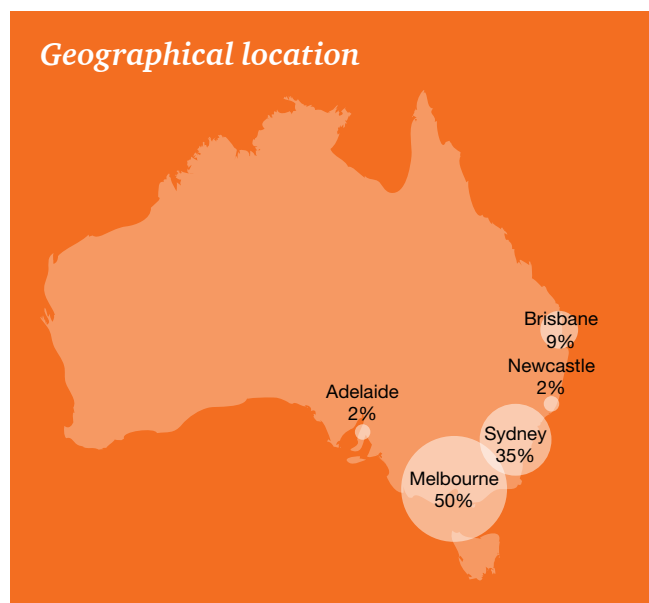 Geographical location
Brisbane
9%
Newcastle
2%
Adelaide
2%
Sydney
35%
Melbourne
50%